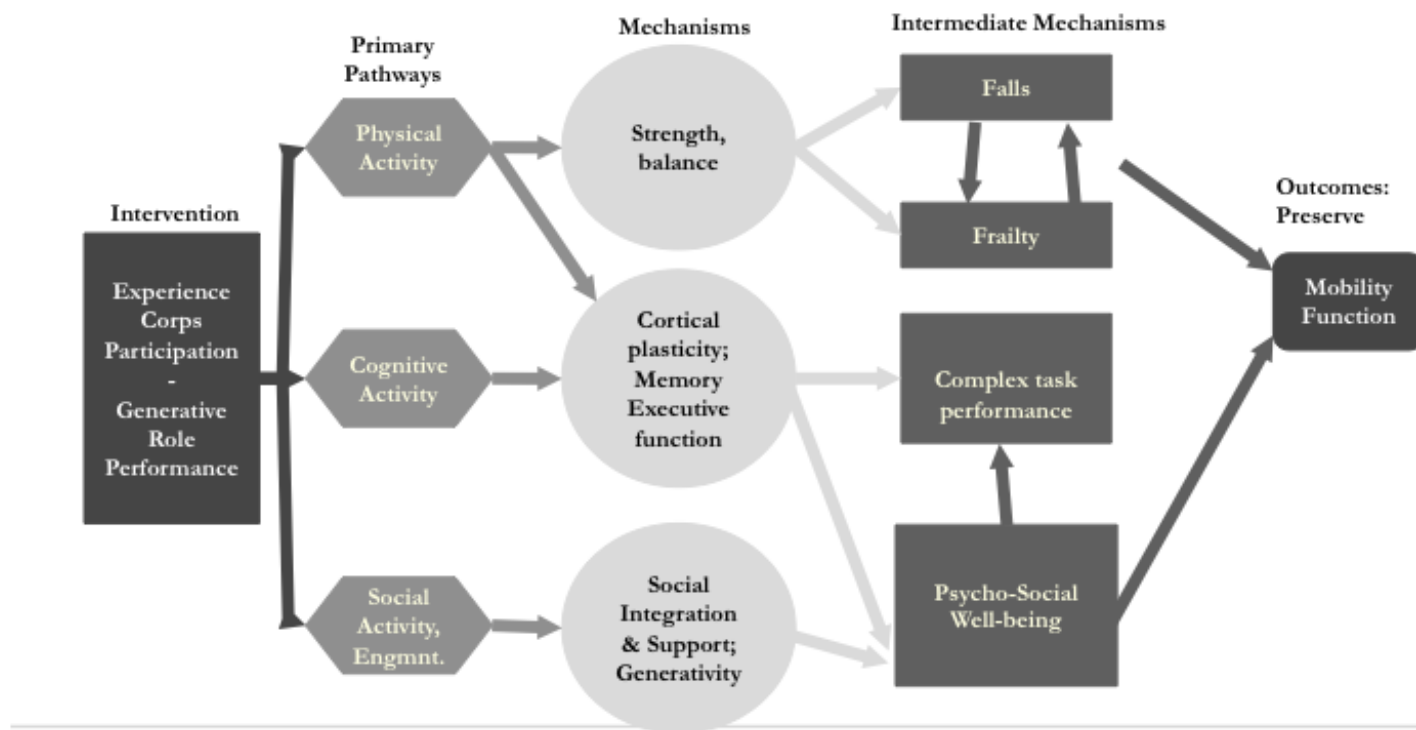 Primary
Pathways
Mechanisms
Intermediate Mechanisms
Intervention
Outcomes:
Preserve
Experience
Corps
Participation
-
Generative
Role
Performance
Physical
Activity
Cognitive
Activity
Social
Activity,
Engmnt.
Strength,
balance
Cortical
plasticity;
Memory
Executive
function
Social
Integration
& Support;
Generativity
Falls
Frailty
Complex task
performance
Psycho-Social
Well-being
Mobility
Function